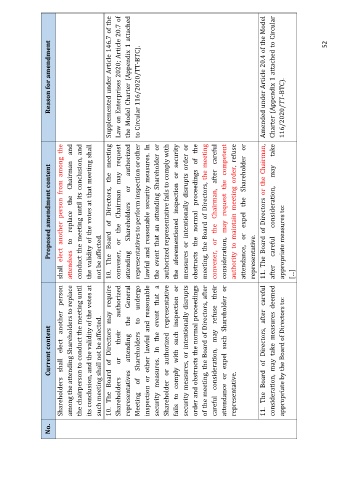 No.
Current content
Proposed amendment content
Reason for amendment
Shareholders shall elect another person
among the attending Shareholders to replace
the chairperson to conduct the meeting until
its conclusion, and the validity of the votes at
such meeting shall not be affected.
shall elect another person from among the
attendees to replace the Chairman and
conduct the meeting until its conclusion, and
the validity of the votes at that meeting shall
not be affected.
10. The Board of Directors may require
Shareholders or their authorized
representatives attending the General
Meeting of Shareholders to undergo
inspection or other lawful and reasonable
security measures. In the event that a
Shareholder or authorized representative
fails to comply with such inspection or
security measures, or intentionally disrupts
order and obstructs the normal proceedings
of the meeting, the Board of Directors, after
careful consideration, may refuse their
attendance or expel such Shareholder or
representative.
10. The Board of Directors, the meeting
convener, or the Chairman may request
attending Shareholders or authorized
representatives to perform inspection or other
lawful and reasonable security measures. In
the event that an attending Shareholder or
authorized representative fails to comply with
the aforementioned inspection or security
measures or intentionally disrupts order or
obstructs the normal proceedings of the
meeting, the Board of Directors, the meeting
convener, or the Chairman, after careful
consideration, may request the competent
authority to maintain meeting order, refuse
attendance, or expel the Shareholder or
representative.
Supplemented under Article 146.7 of the
Law on Enterprises 2020; Article 20.7 of
the Model Charter (Appendix 1 attached
to Circular 116/2020/TT-BTC).
11. The Board of Directors, after careful
consideration, may take measures deemed
appropriate by the Board of Directors to:
11. The Board of Directors or the Chairman,
after careful consideration, may take
appropriate measures to:
[...]
Amended under Article 20.4 of the Model
Charter (Appendix 1 attached to Circular
116/2020/TT-BTC).
52